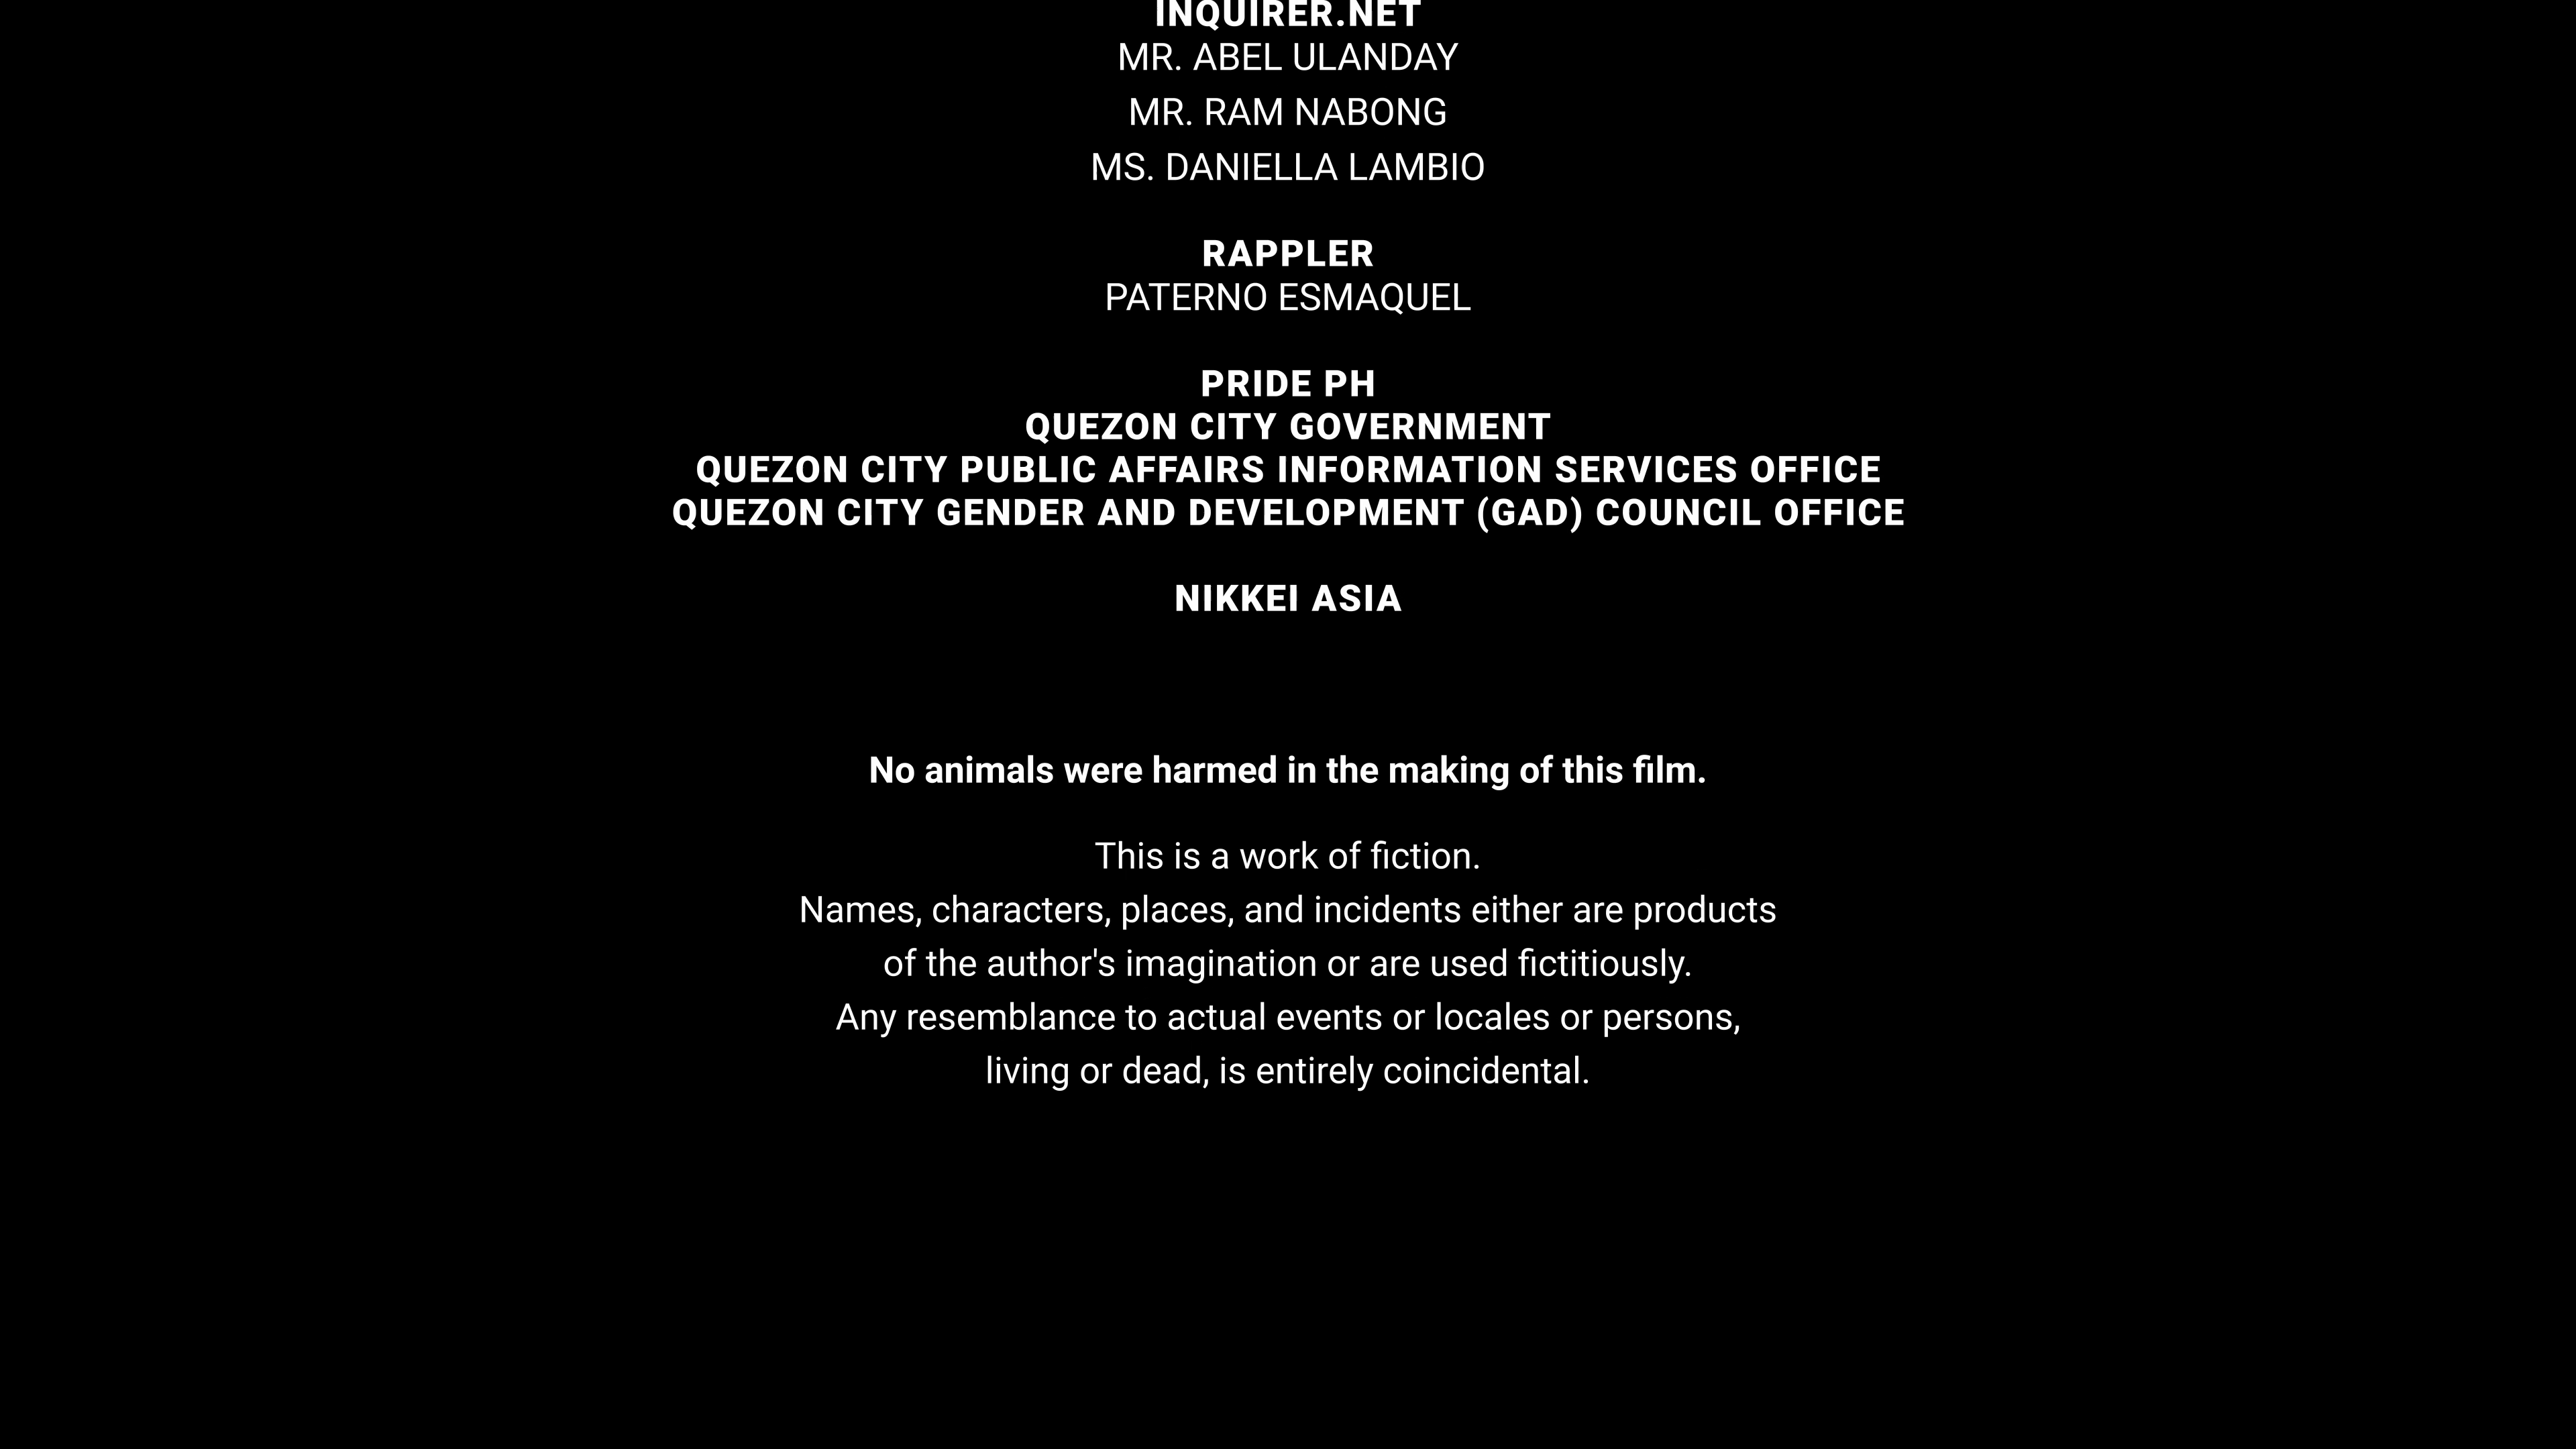 INQUIRER.NET
MR. ABEL ULANDAY
MR. RAM NABONG
MS. DANIELLA LAMBIO
RAPPLER
PATERNO ESMAQUEL
PRIDE PH
QUEZON CITY GOVERNMENT
QUEZON CITY PUBLIC AFFAIRS INFORMATION SERVICES OFFICE
QUEZON CITY GENDER AND DEVELOPMENT (GAD) COUNCIL OFFICE
NIKKEI ASIA
No animals were harmed in the making of this film.
This is a work of fiction.
Names, characters, places, and incidents either are products
of the author's imagination or are used fictitiously.
Any resemblance to actual events or locales or persons,
living or dead, is entirely coincidental.